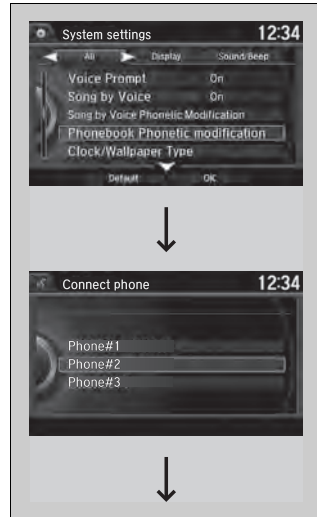 System settings 12:34
All Display Sound/Beep
Voice Prompt On
Song by Voice On
Song by Voice Phonetic Modification
Phonebook Phonetic modification
Clock/Wallpaper Type
Default OK
Connect phone 12:34
Phone#1
Phone#2
Phone#3